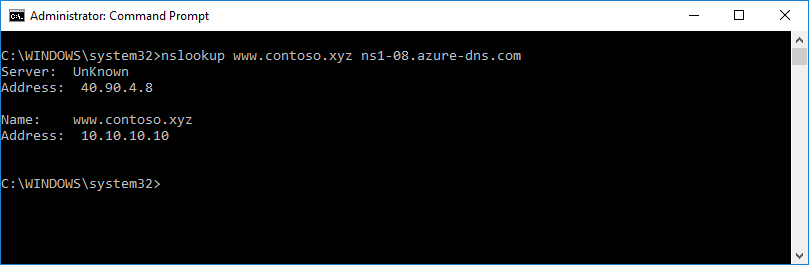 Administrator: Command Prompt
C:\WINDOWS\system32>nslookup www.contoso.xyz ns1-08.azure-dns.com
Server:  UnKnown
Address:  40.90.4.8
Name:    www.contoso.xyz
Address:  10.10.10.10
C:\WINDOWS\system32>